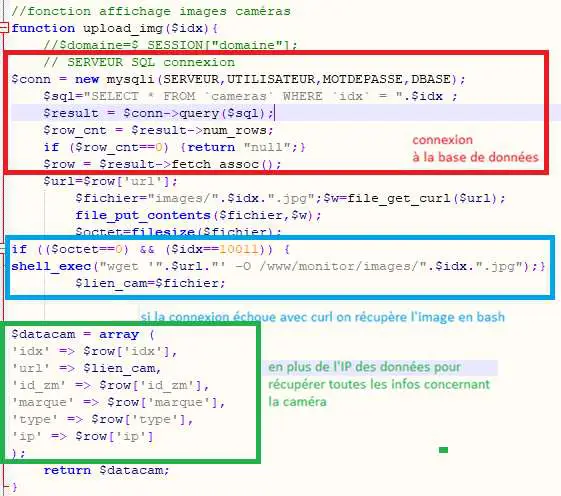 //fonction affichage images caméras
function upload_img($idx){
//$domaine=$_SESSION["domaine"];
// SERVEUR SQL connexion
$conn = new mysqli(SERVEUR,UTILISATEUR,MOTDEPASSE,DBASE);
$sql="SELECT * FROM `cameras` WHERE `idx` = ".$idx ;
$result = $conn->query($sql);
$row_cnt = $result->num_rows;
if ($row_cnt==0) {return "null";}
$row = $result->fetch_assoc();
connexion
à la base de données
$url=$row['url'];
$fichier="images/".$idx.".jpg";$w=file_get_curl($url);
file_put_contents($fichier,$w);
$octet=filesize($fichier);
if (($octet==0) && ($idx==10011)) {
shell_exec("wget '".$url."' -O /www/monitor/images/".$idx.".jpg");}
$lien_cam=$fichier;
si la connexion échoue avec curl on récupère l'image en bash
$datacam = array (
'idx' => $row['idx'],
'url' => $lien_cam,
'id_zm' => $row['id_zm'],
'marque' => $row['marque'],
'type' => $row['type'],
'ip' => $row['ip']
);
en plus de l'IP des données pour
récupérer toutes les infos concernant
la caméra
return $datacam;
}